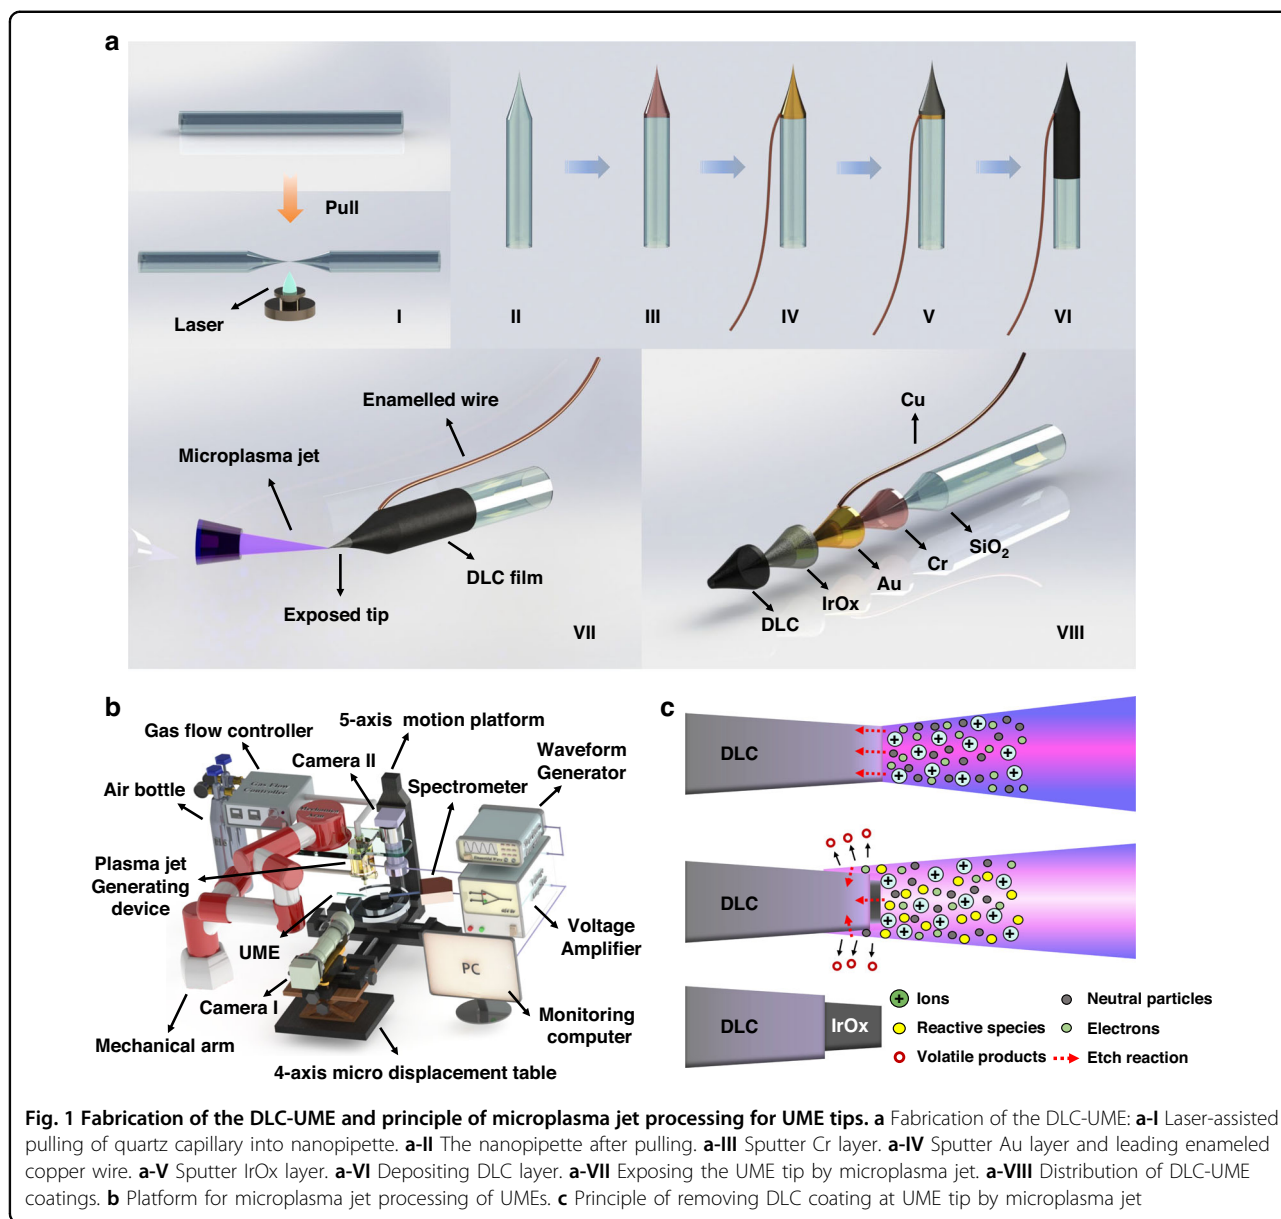 a
Pull
Laser
I
II
III
IV
V
VI
Enamelled wire
Microplasma jet
DLC film
Exposed tip
VII
Cu
SiO2
Cr
Au
IrOx
DLC
VIII
b
Gas flow controller
5-axis motion platform
Camera II
Waveform
Generator
Air bottle
Spectrometer
Gas Flow
Controller
Plasma jet
Generating
device
UME
Voltage
Amplifier
PC
Camera I
Monitoring
computer
Mechanical arm
4-axis micro displacement table
c
DLC
DLC
DLC
IrOx
Ions
Neutral particles
Reactive species
Electrons
Volatile products
Etch reaction
Fig. 1 Fabrication of the DLC-UME and principle of microplasma jet processing for UME tips. a Fabrication of the DLC-UME: a-I Laser-assisted
pulling of quartz capillary into nanopipette. a-II The nanopipette after pulling. a-III Sputter Cr layer. a-IV Sputter Au layer and leading enameled
copper wire. a-V Sputter IrOx layer. a-VI Depositing DLC layer. a-VII Exposing the UME tip by microplasma jet. a-VIII Distribution of DLC-UME
coatings. b Platform for microplasma jet processing of UMEs. c Principle of removing DLC coating at UME tip by microplasma jet